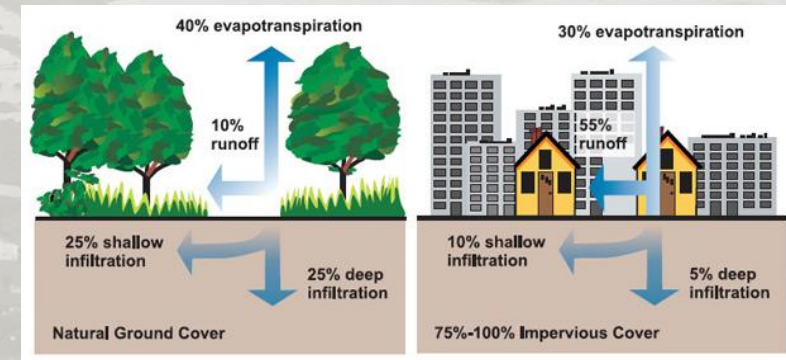 40% evapotranspiration
10%
runoff
25% shallow
infiltration
25% deep
infiltration
Natural Ground Cover
30% evapotranspiration
55%
runoff
10% shallow
infiltration
5% deep
infiltration
75%-100% Impervious Cover